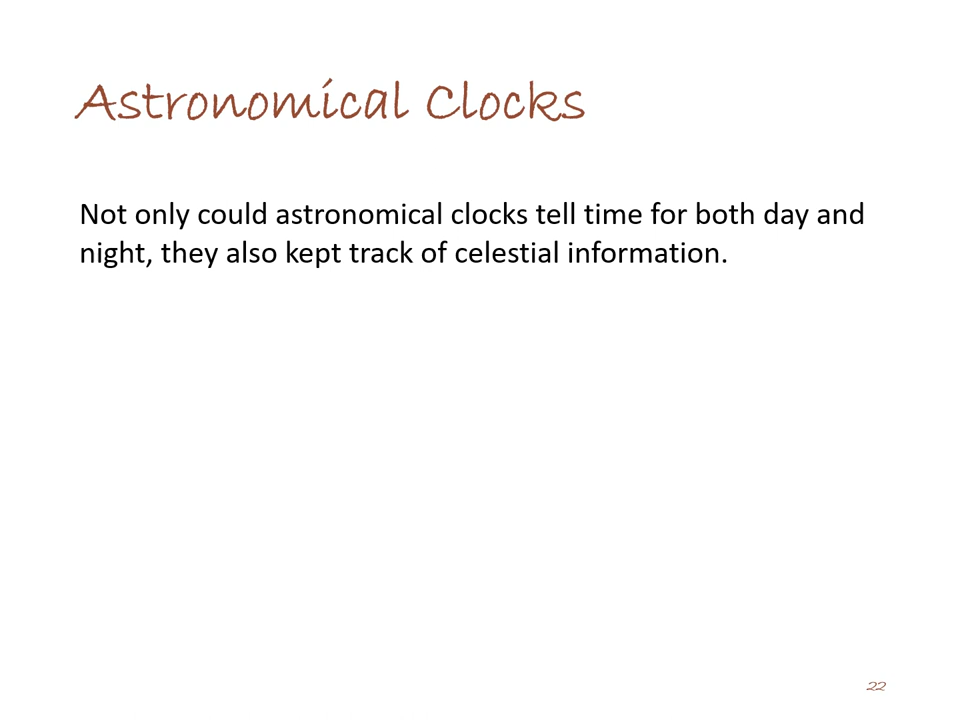 Astronomical Clocks
Not only could astronomical clocks tell time for both day and
night, they also kept track of celestial information.
22